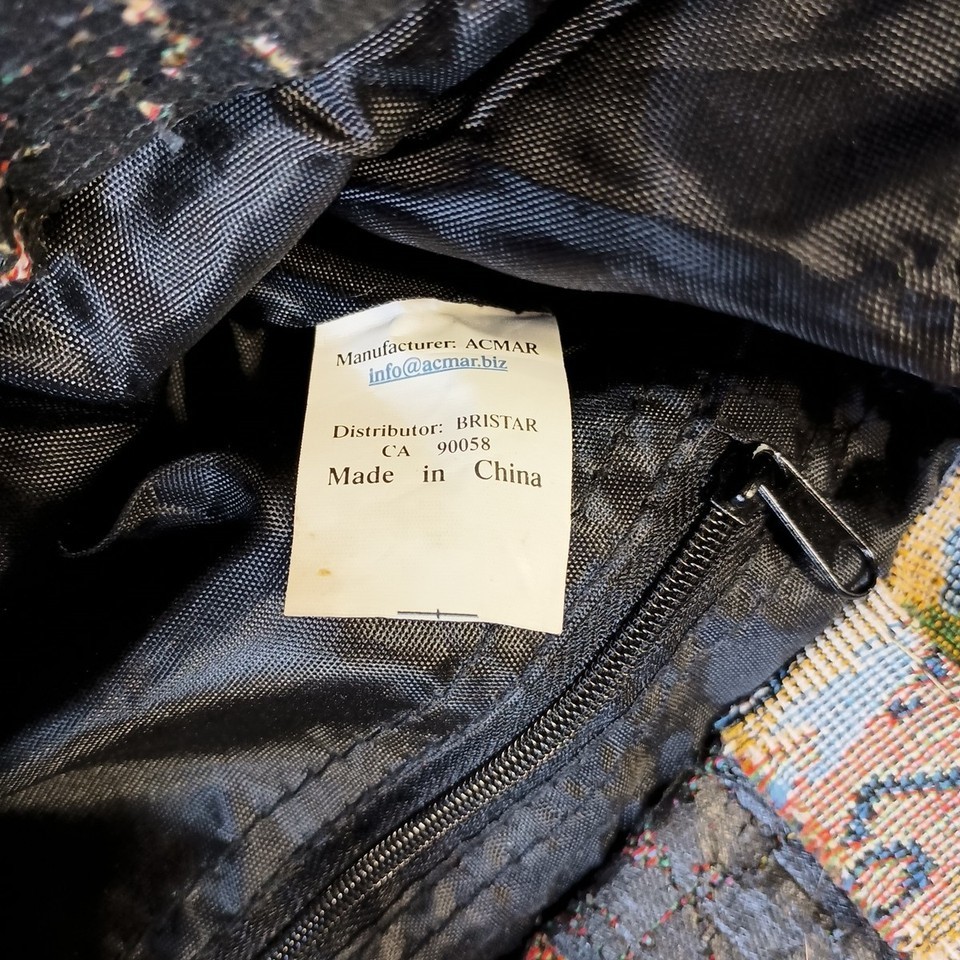 Manufacturer: ACMAR
info@acmar.biz
Distributor: BRISTAR
CA 90058
Made in China